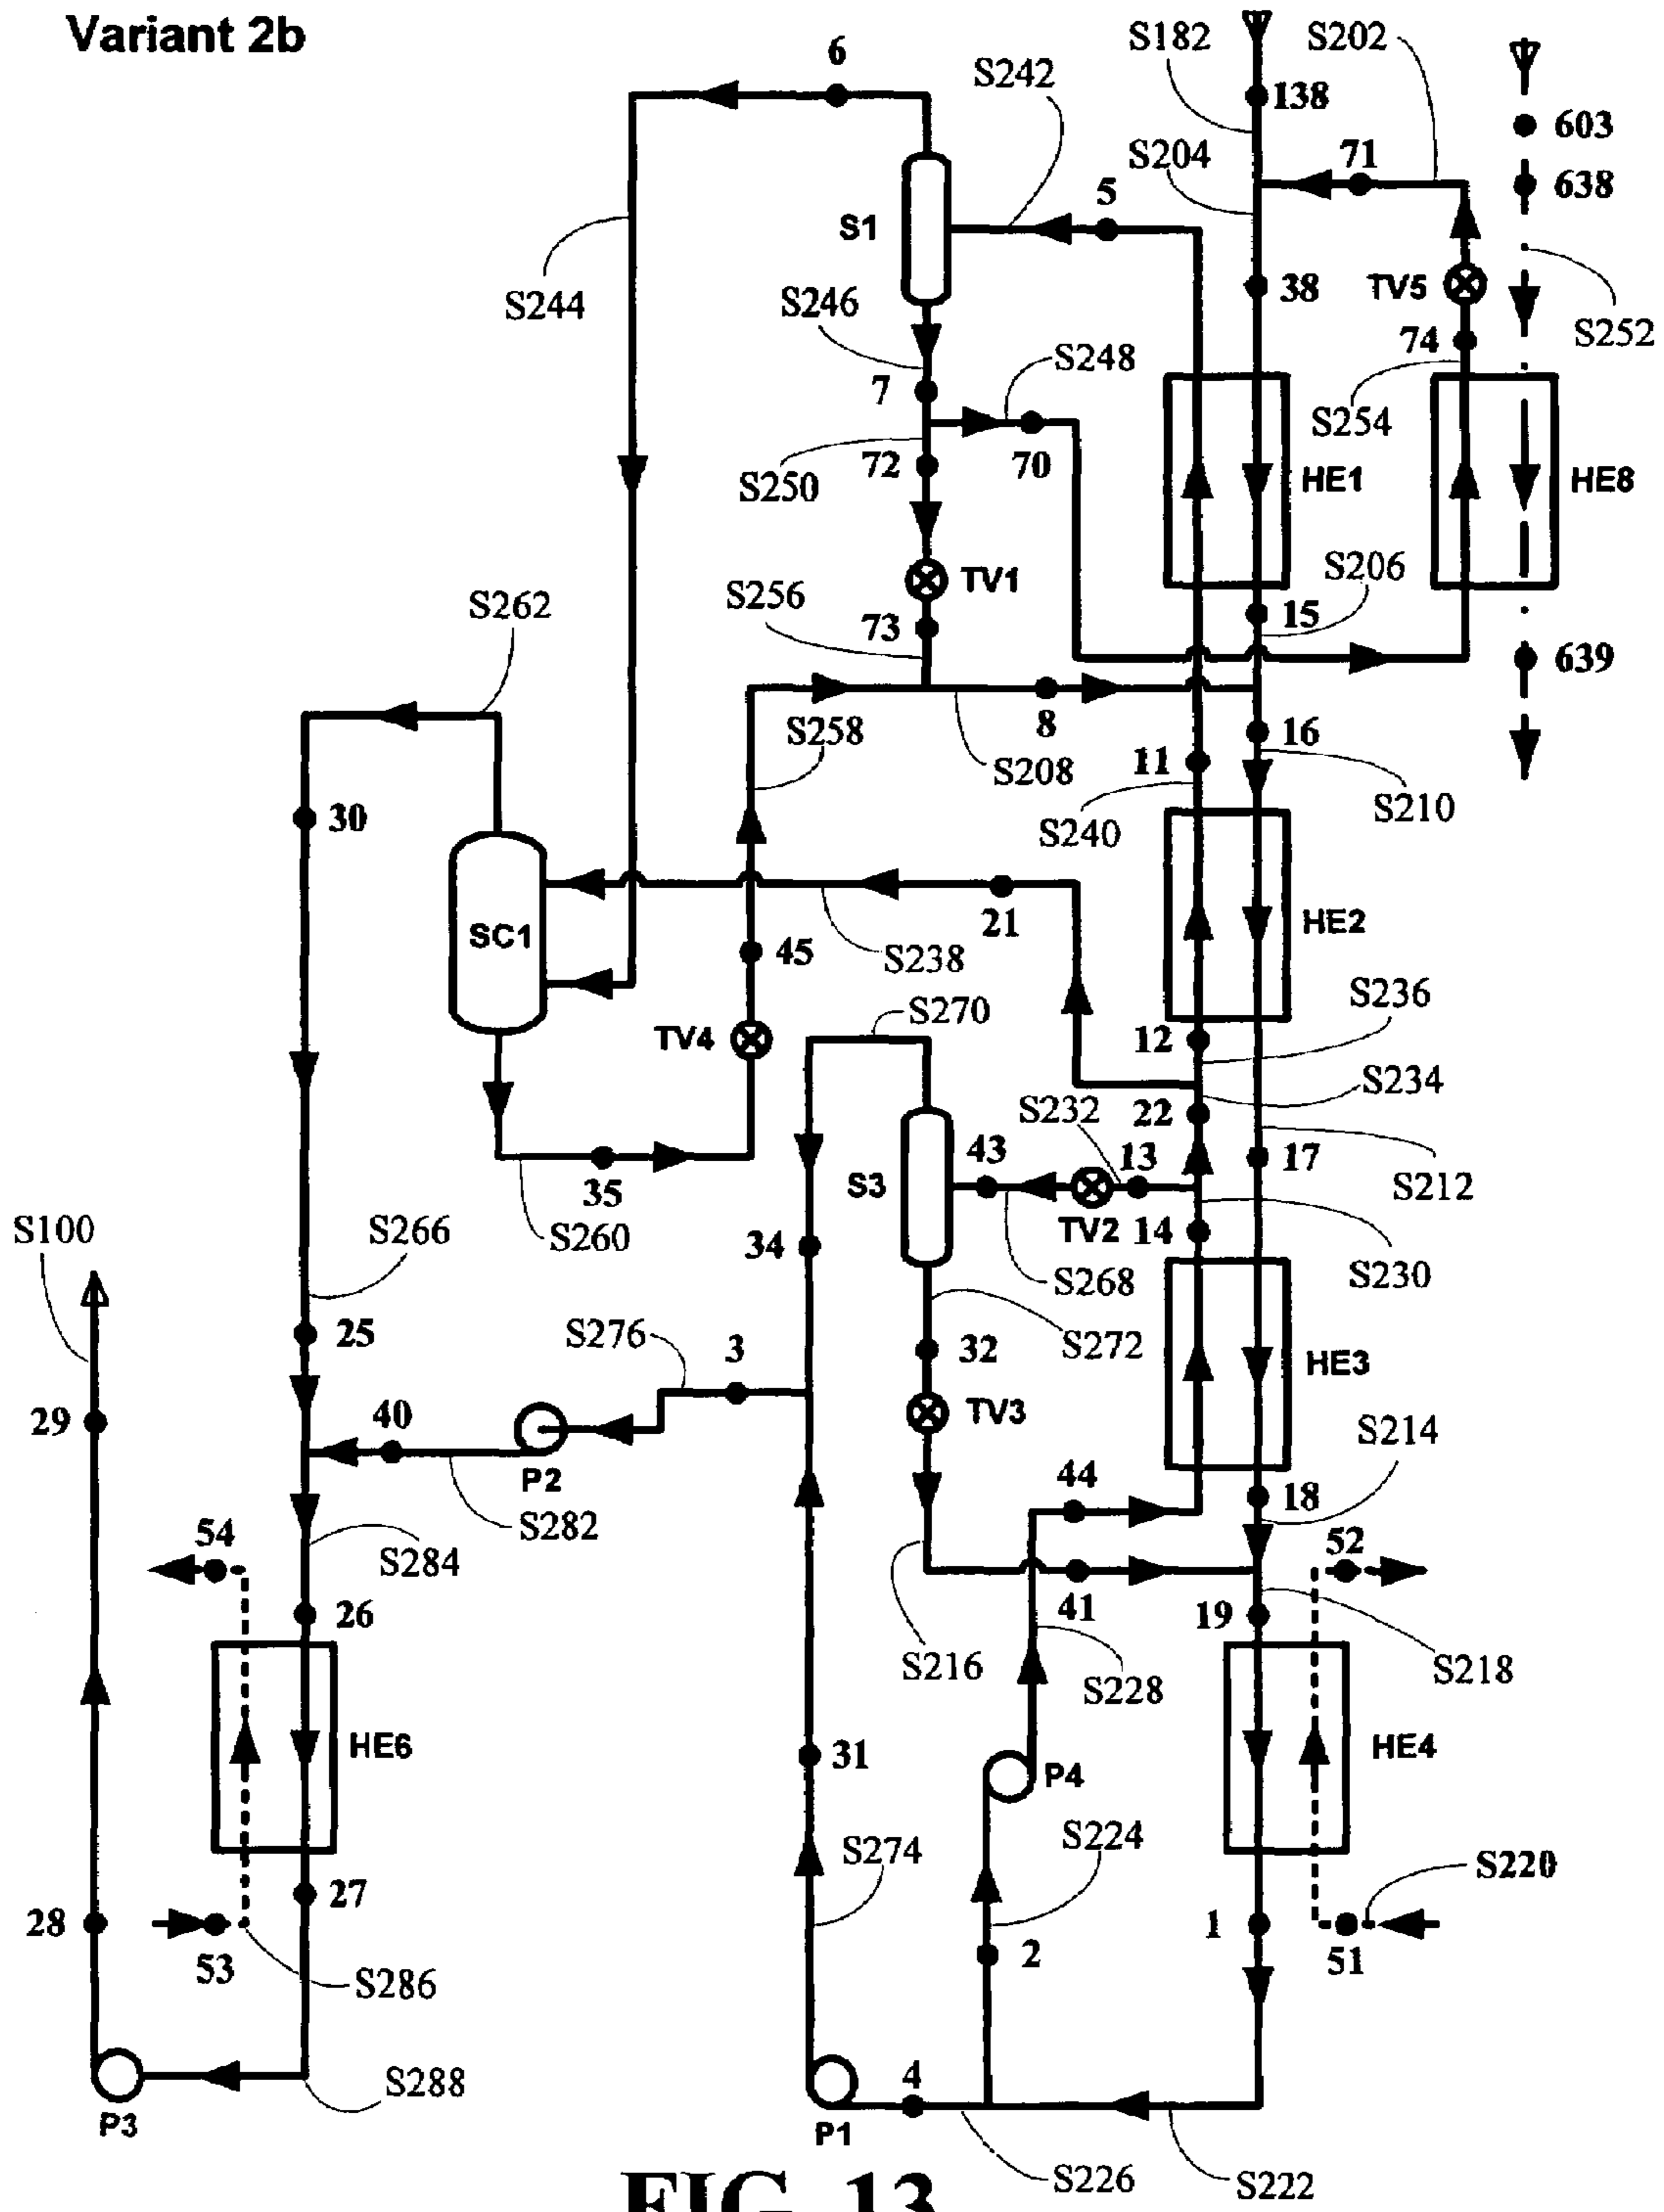 Variant 2b
6
S242
S182
S202
138
603
S204
71
638
5
S1
S244
S246
38
TV5
S252
7
S248
74
S254
S250
72
70
HE1
HE8
TV1
S206
S262
S256
73
15
639
S258
8
16
S208
11
S210
30
S240
SC1
21
HE2
45
S238
S236
S270
TV4
12
S234
S232
22
43
13
17
35
S3
S212
S100
S266
S260
34
TV2
14
S268
S230
25
S276
3
32
S272
HE3
29
40
TV3
P2
S214
44
18
S282
54
S284
52
26
41
19
S216
S228
S218
HE6
31
P4
HE4
S274
S224
S220
28
27
1
53
2
51
S286
S288
4
P3
P1
S226
S222
FIG. 13